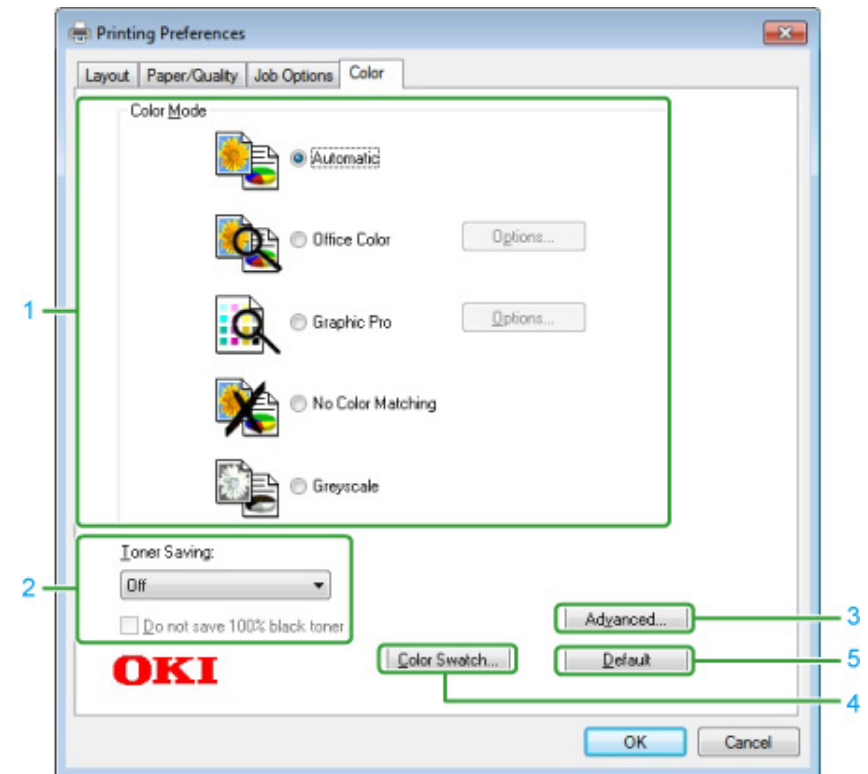 Printing Preferences
Layout Paper/Quality Job Options Color
Color Mode
Automatic
Office Color Options...
Graphic Pro Options...
1
No Color Matching
Greyscale
Toner Saving:
2 Off
Do not save 100% black toner
Advanced... 3
OKI Color Swatch... Default 5
4
OK Cancel